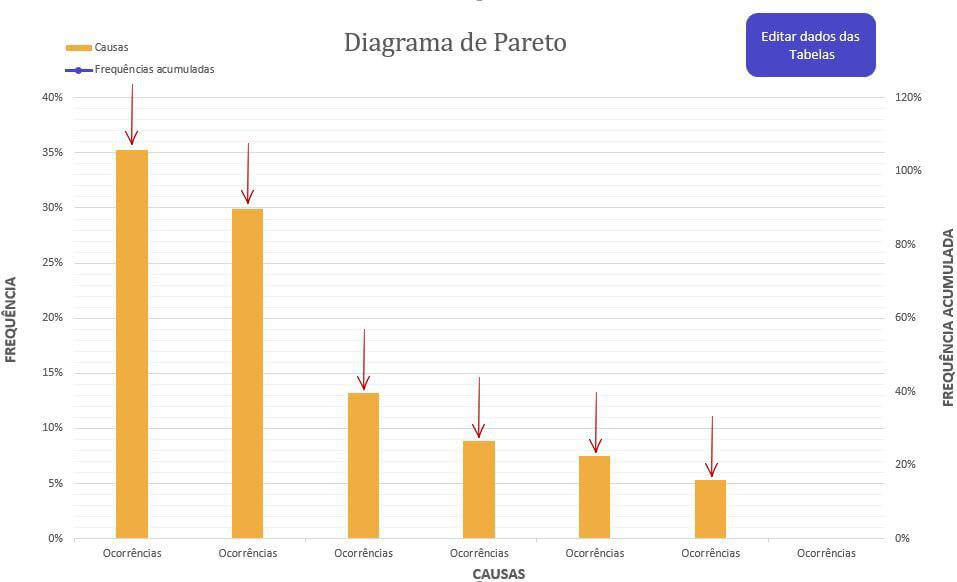 Causas
Frequências acumuladas
Diagrama de Pareto
Editar dados das
Tabelas
40%
35%
30%
25%
20%
15%
10%
5%
0%
120%
100%
80%
60%
40%
20%
0%
FREQUÊNCIA
FREQUÊNCIA ACUMULADA
Ocorrências
Ocorrências
Ocorrências
Ocorrências
Ocorrências
Ocorrências
Ocorrências
CAUSAS